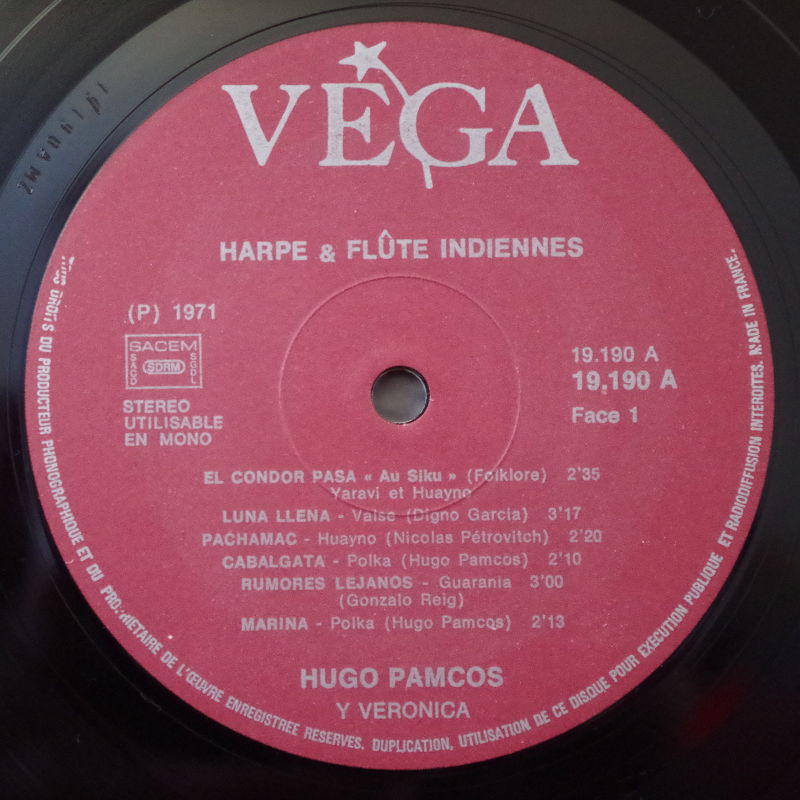 VEGA
HARPE & FLÛTE INDIENNES
(P) 1971
SACEM
SACD SDRM SGDL
STEREO
UTILISABLE
EN MONO
19.190 A
19.190 A
Face 1
EL CONDOR PASA « Au Siku » (Folklore) 2'35
Yaravi et Huayno
LUNA LLENA - Valse (Digno Garcia) 3'17
PACHAMAC - Huayno (Nicolas Pétrovitch) 2'20
CABALGATA - Polka (Hugo Pamcos) 2'10
RUMORES LEJANOS - Guarania 3'00
(Gonzalo Reig)
MARINA - Polka (Hugo Pamcos) 2'13
HUGO PAMCOS
Y VERONICA
DROITS DU PRODUCTEUR PHONOGRAPHIQUE ET DU PROPRIETAIRE DE L'ŒUVRE ENREGISTREE RESERVES. DUPLICATION, UTILISATION DE CE DISQUE POUR EXECUTION PUBLIQUE ET RADIODIFFUSION INTERDITES. MADE IN FRANCE.